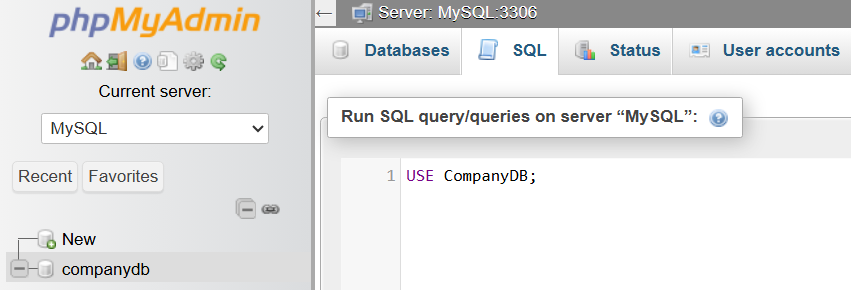 phpMyAdmin
Current server:
MySQL
Recent Favorites
New
companydb
Server: MySQL:3306
Databases SQL Status User accounts
Run SQL query/queries on server “MySQL”:
1 USE CompanyDB;